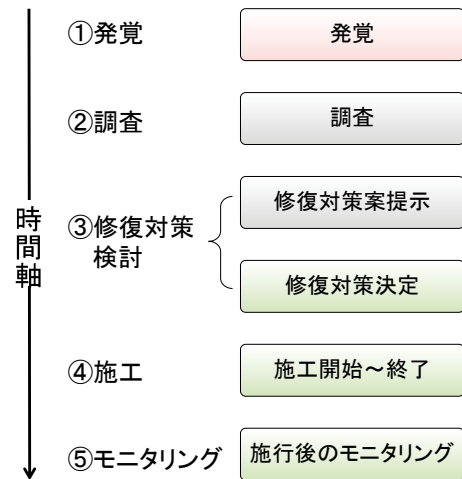 ①発覚
発覚
②調査
調査
時間軸
③修復対策
検討
修復対策案提示
修復対策決定
④施工
施工開始~終了
⑤モニタリング
施行後のモニタリング